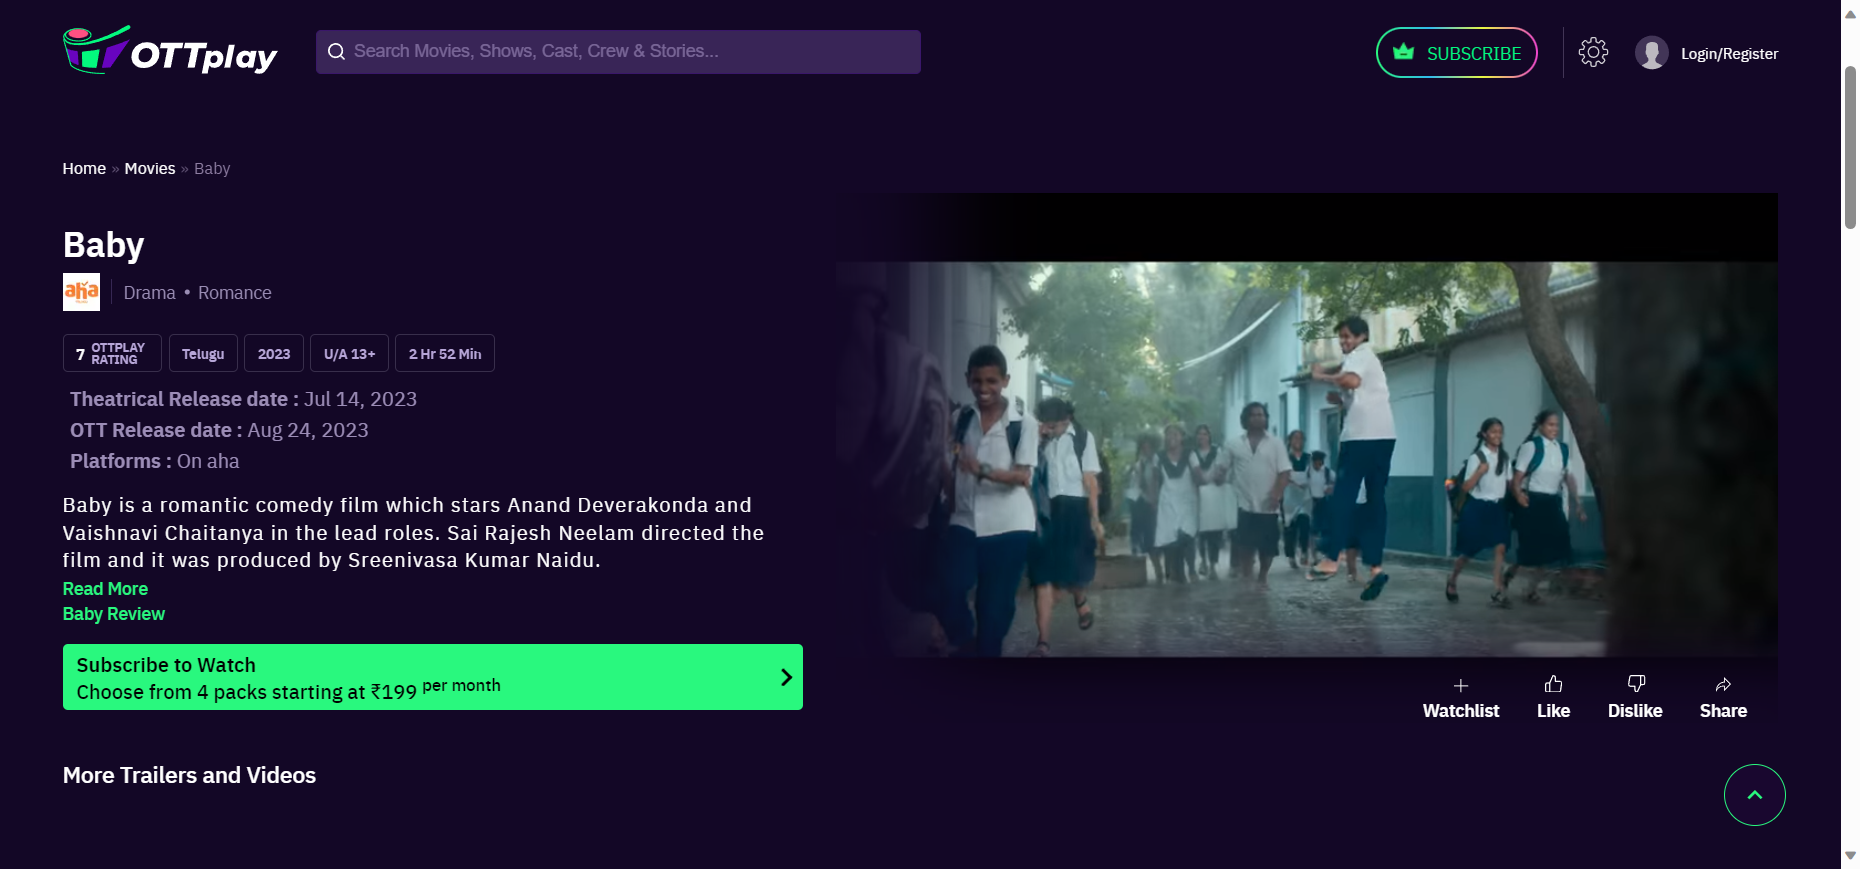 OTTplay
Search Movies, Shows, Cast, Crew & Stories...
SUBSCRIBE
Login/Register
Home » Movies » Baby
Baby
aha
Drama • Romance
7 OTTPLAY RATING
Telugu
2023
U/A 13+
2 Hr 52 Min
Theatrical Release date : Jul 14, 2023
OTT Release date : Aug 24, 2023
Platforms : On aha
Baby is a romantic comedy film which stars Anand Deverakonda and
Vaishnavi Chaitanya in the lead roles. Sai Rajesh Neelam directed the
film and it was produced by Sreenivasa Kumar Naidu.
Read More
Baby Review
Subscribe to Watch
Choose from 4 packs starting at ₹199 per month
Watchlist
Like
Dislike
Share
More Trailers and Videos